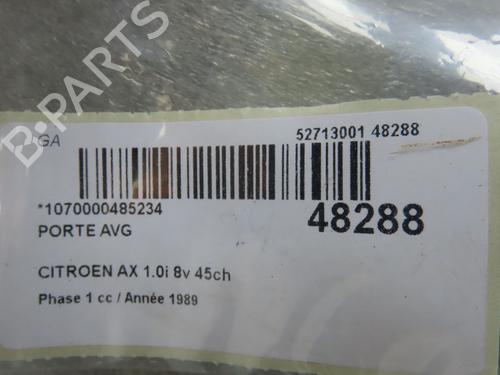 B-PARTS
GA
52713001 48288
*1070000485234
48288
PORTE AVG
CITROEN AX 1.0i 8v 45ch
Phase 1 cc / Année 1989